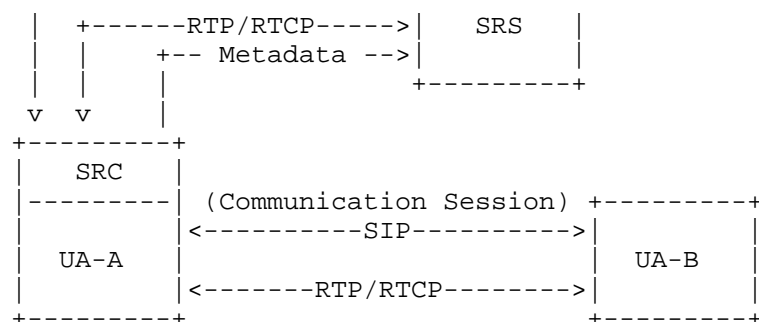 |  +------RTP/RTCP----->|   SRS   |
|  |    +-- Metadata -->|         |
|  |    |               +---------+
v  v    |
+---------+
|   SRC   |
|---------| (Communication Session) +---------+
|         |<----------SIP---------->|         |
|  UA-A   |                         |  UA-B   |
|         |<-------RTP/RTCP-------->|         |
+---------+                         +---------+